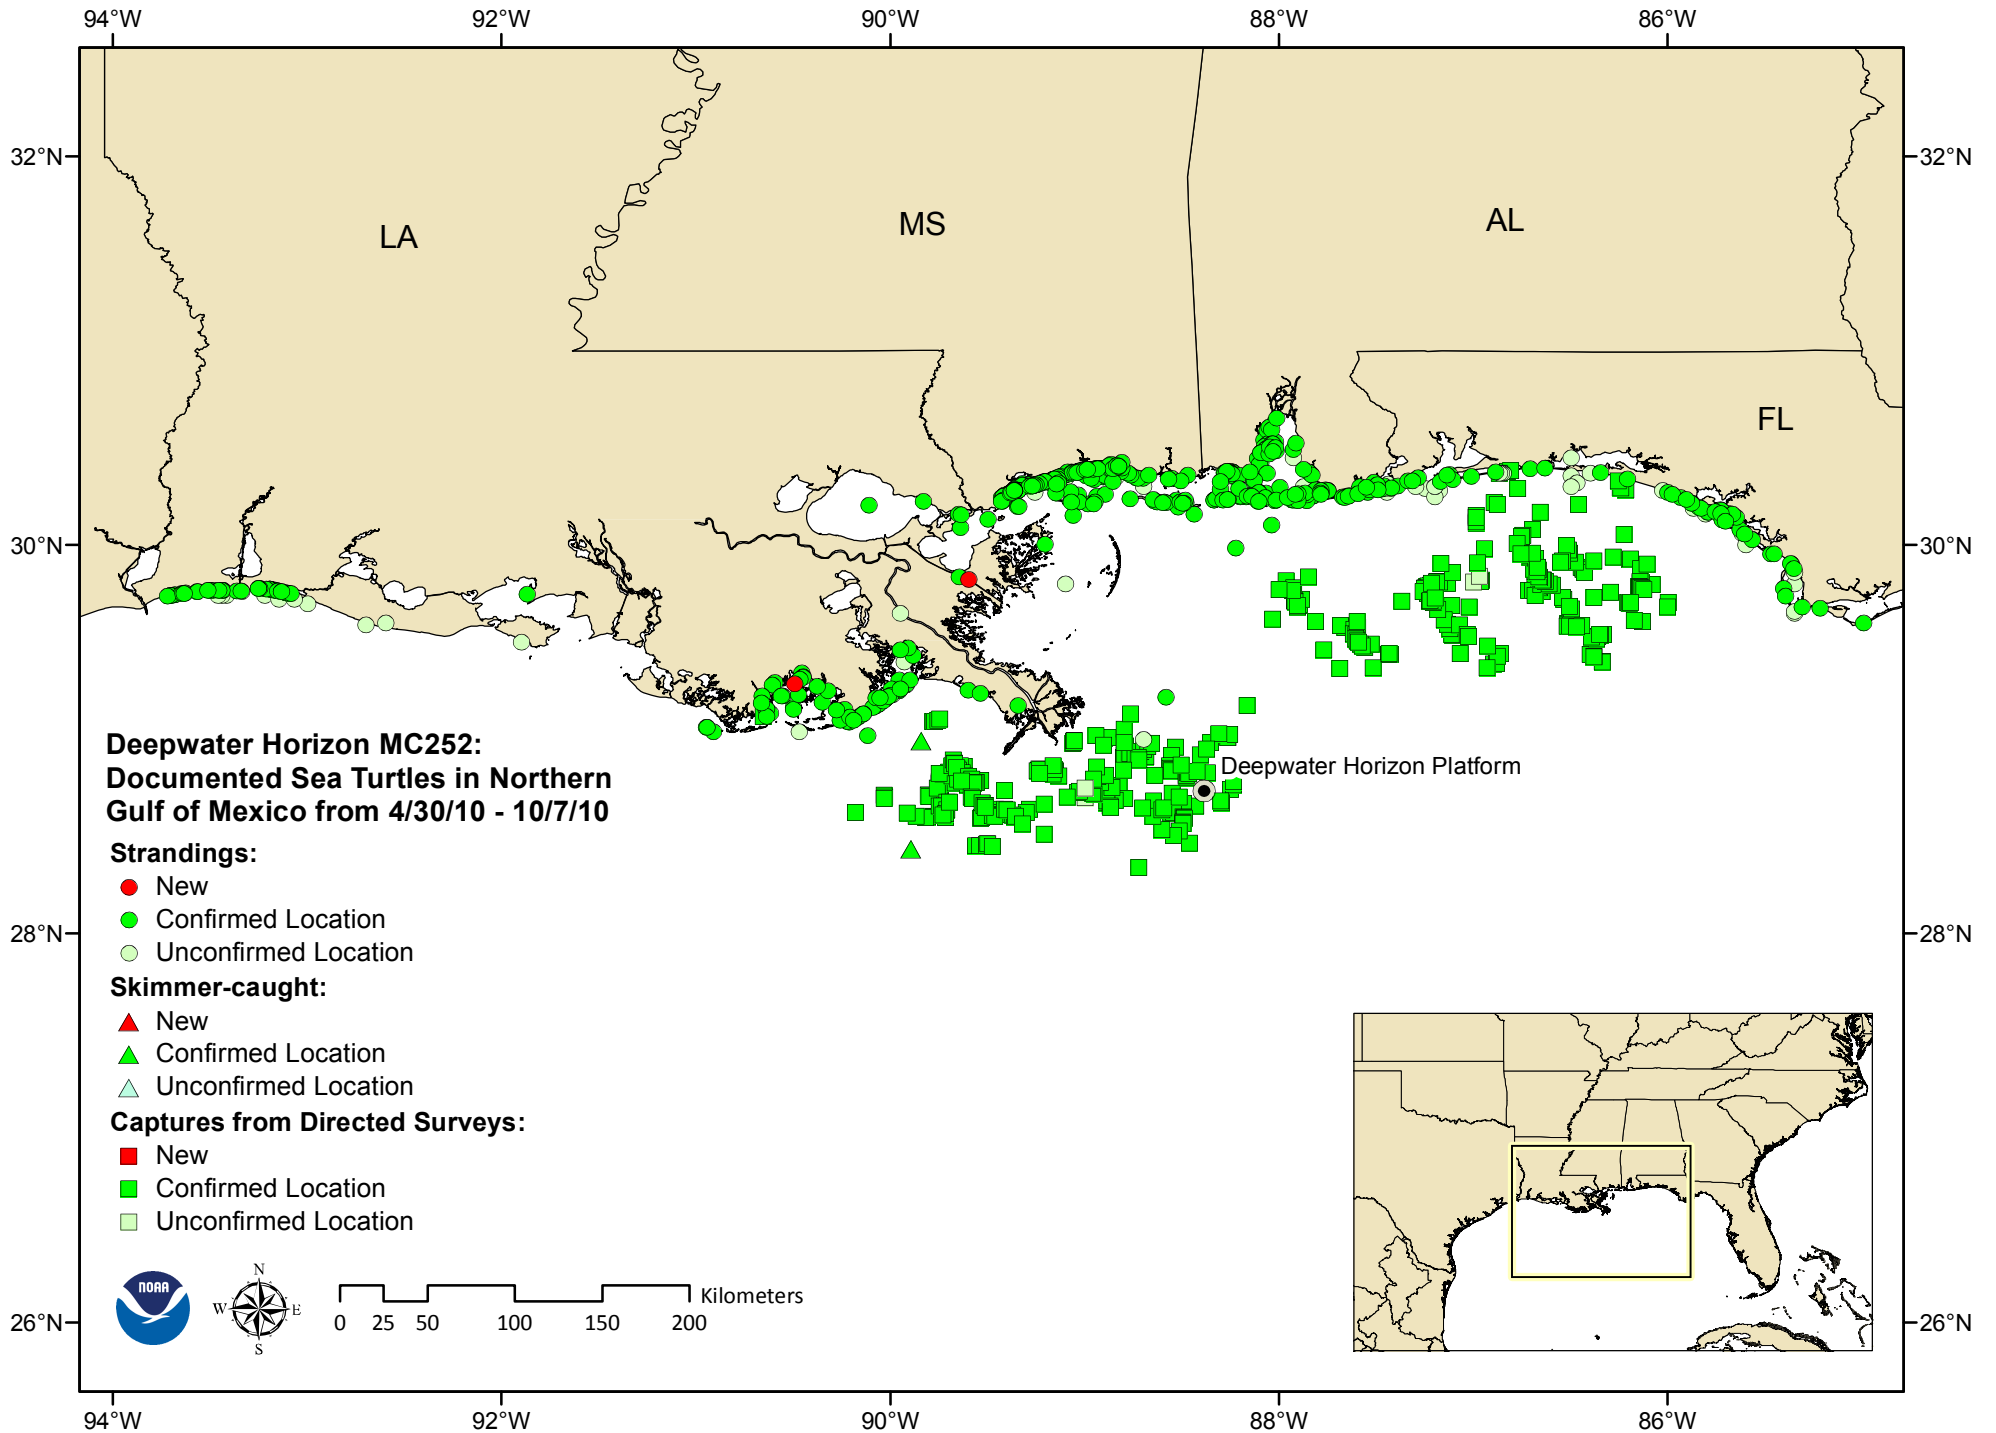 94°W 92°W 90°W 88°W 86°W
32°N 32°N
LA MS AL
FL
30°N 30°N
Deepwater Horizon Platform
Deepwater Horizon MC252:
Documented Sea Turtles in Northern
Gulf of Mexico from 4/30/10 - 10/7/10
Strandings:
New
Confirmed Location
Unconfirmed Location
28°N 28°N
Skimmer-caught:
New
Confirmed Location
Unconfirmed Location
Captures from Directed Surveys:
New
Confirmed Location
Unconfirmed Location
NOAA
N
W E
S
Kilometers
0 25 50 100 150 200
26°N 26°N
94°W 92°W 90°W 88°W 86°W